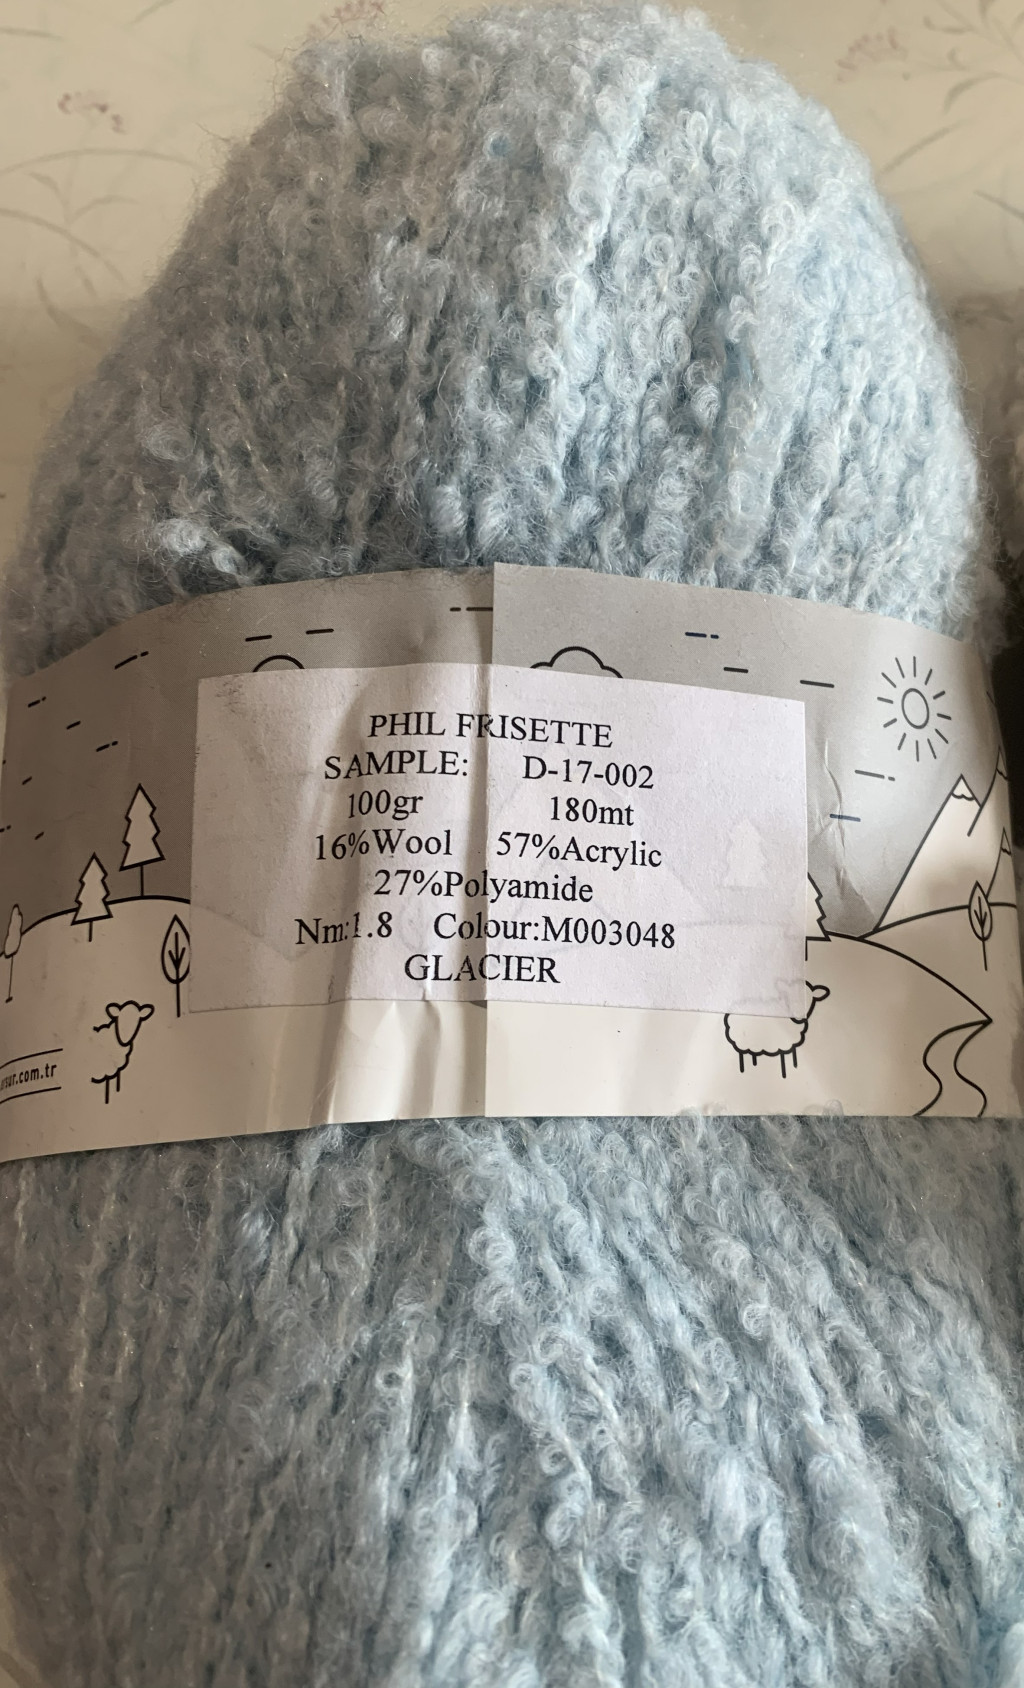 PHIL FRISETTE
SAMPLE: D-17-002
100gr 180mt
16%Wool 57%Acrylic
27%Polyamide
Nm:1.8 Colour:M003048
GLACIER